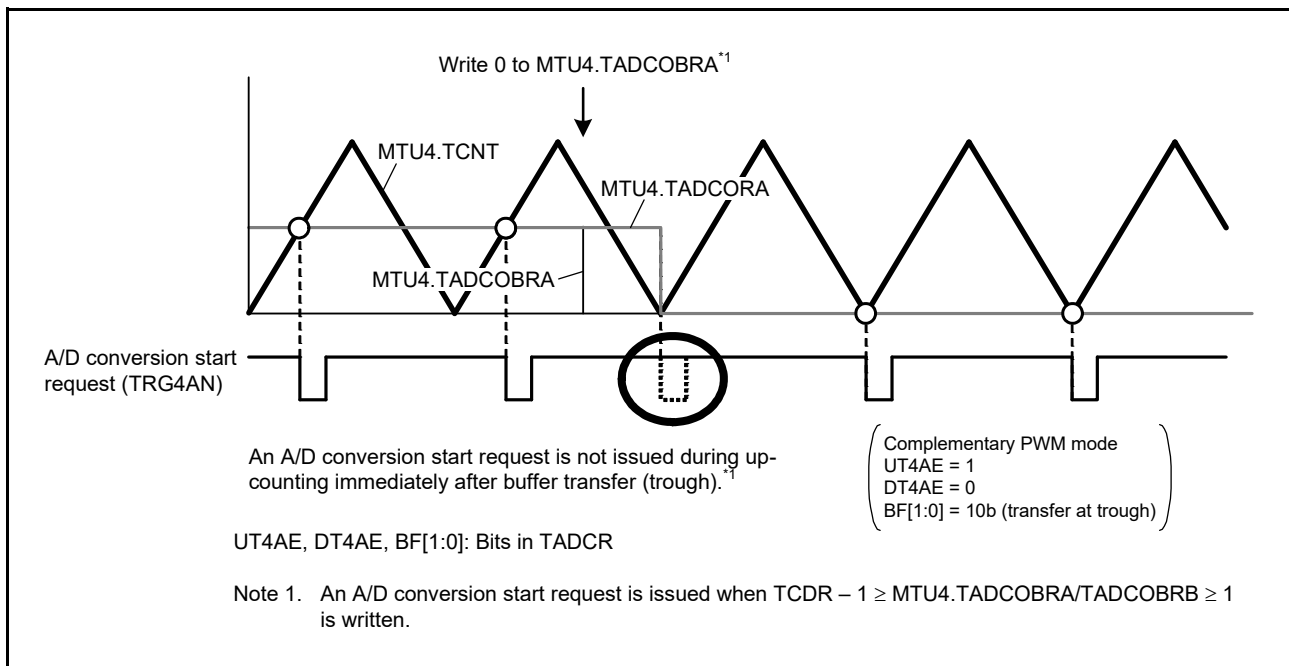 Write 0 to MTU4.TADCOBRA*1
MTU4.TCNT
MTU4.TADCORA
MTU4.TADCOBRA
A/D conversion start
request (TRG4AN)
An A/D conversion start request is not issued during up-
counting immediately after buffer transfer (trough).*1
Complementary PWM mode
UT4AE = 1
DT4AE = 0
BF[1:0] = 10b (transfer at trough)
UT4AE, DT4AE, BF[1:0]: Bits in TADCR
Note 1. An A/D conversion start request is issued when TCDR – 1 ≥ MTU4.TADCOBRA/TADCOBRB ≥ 1
is written.